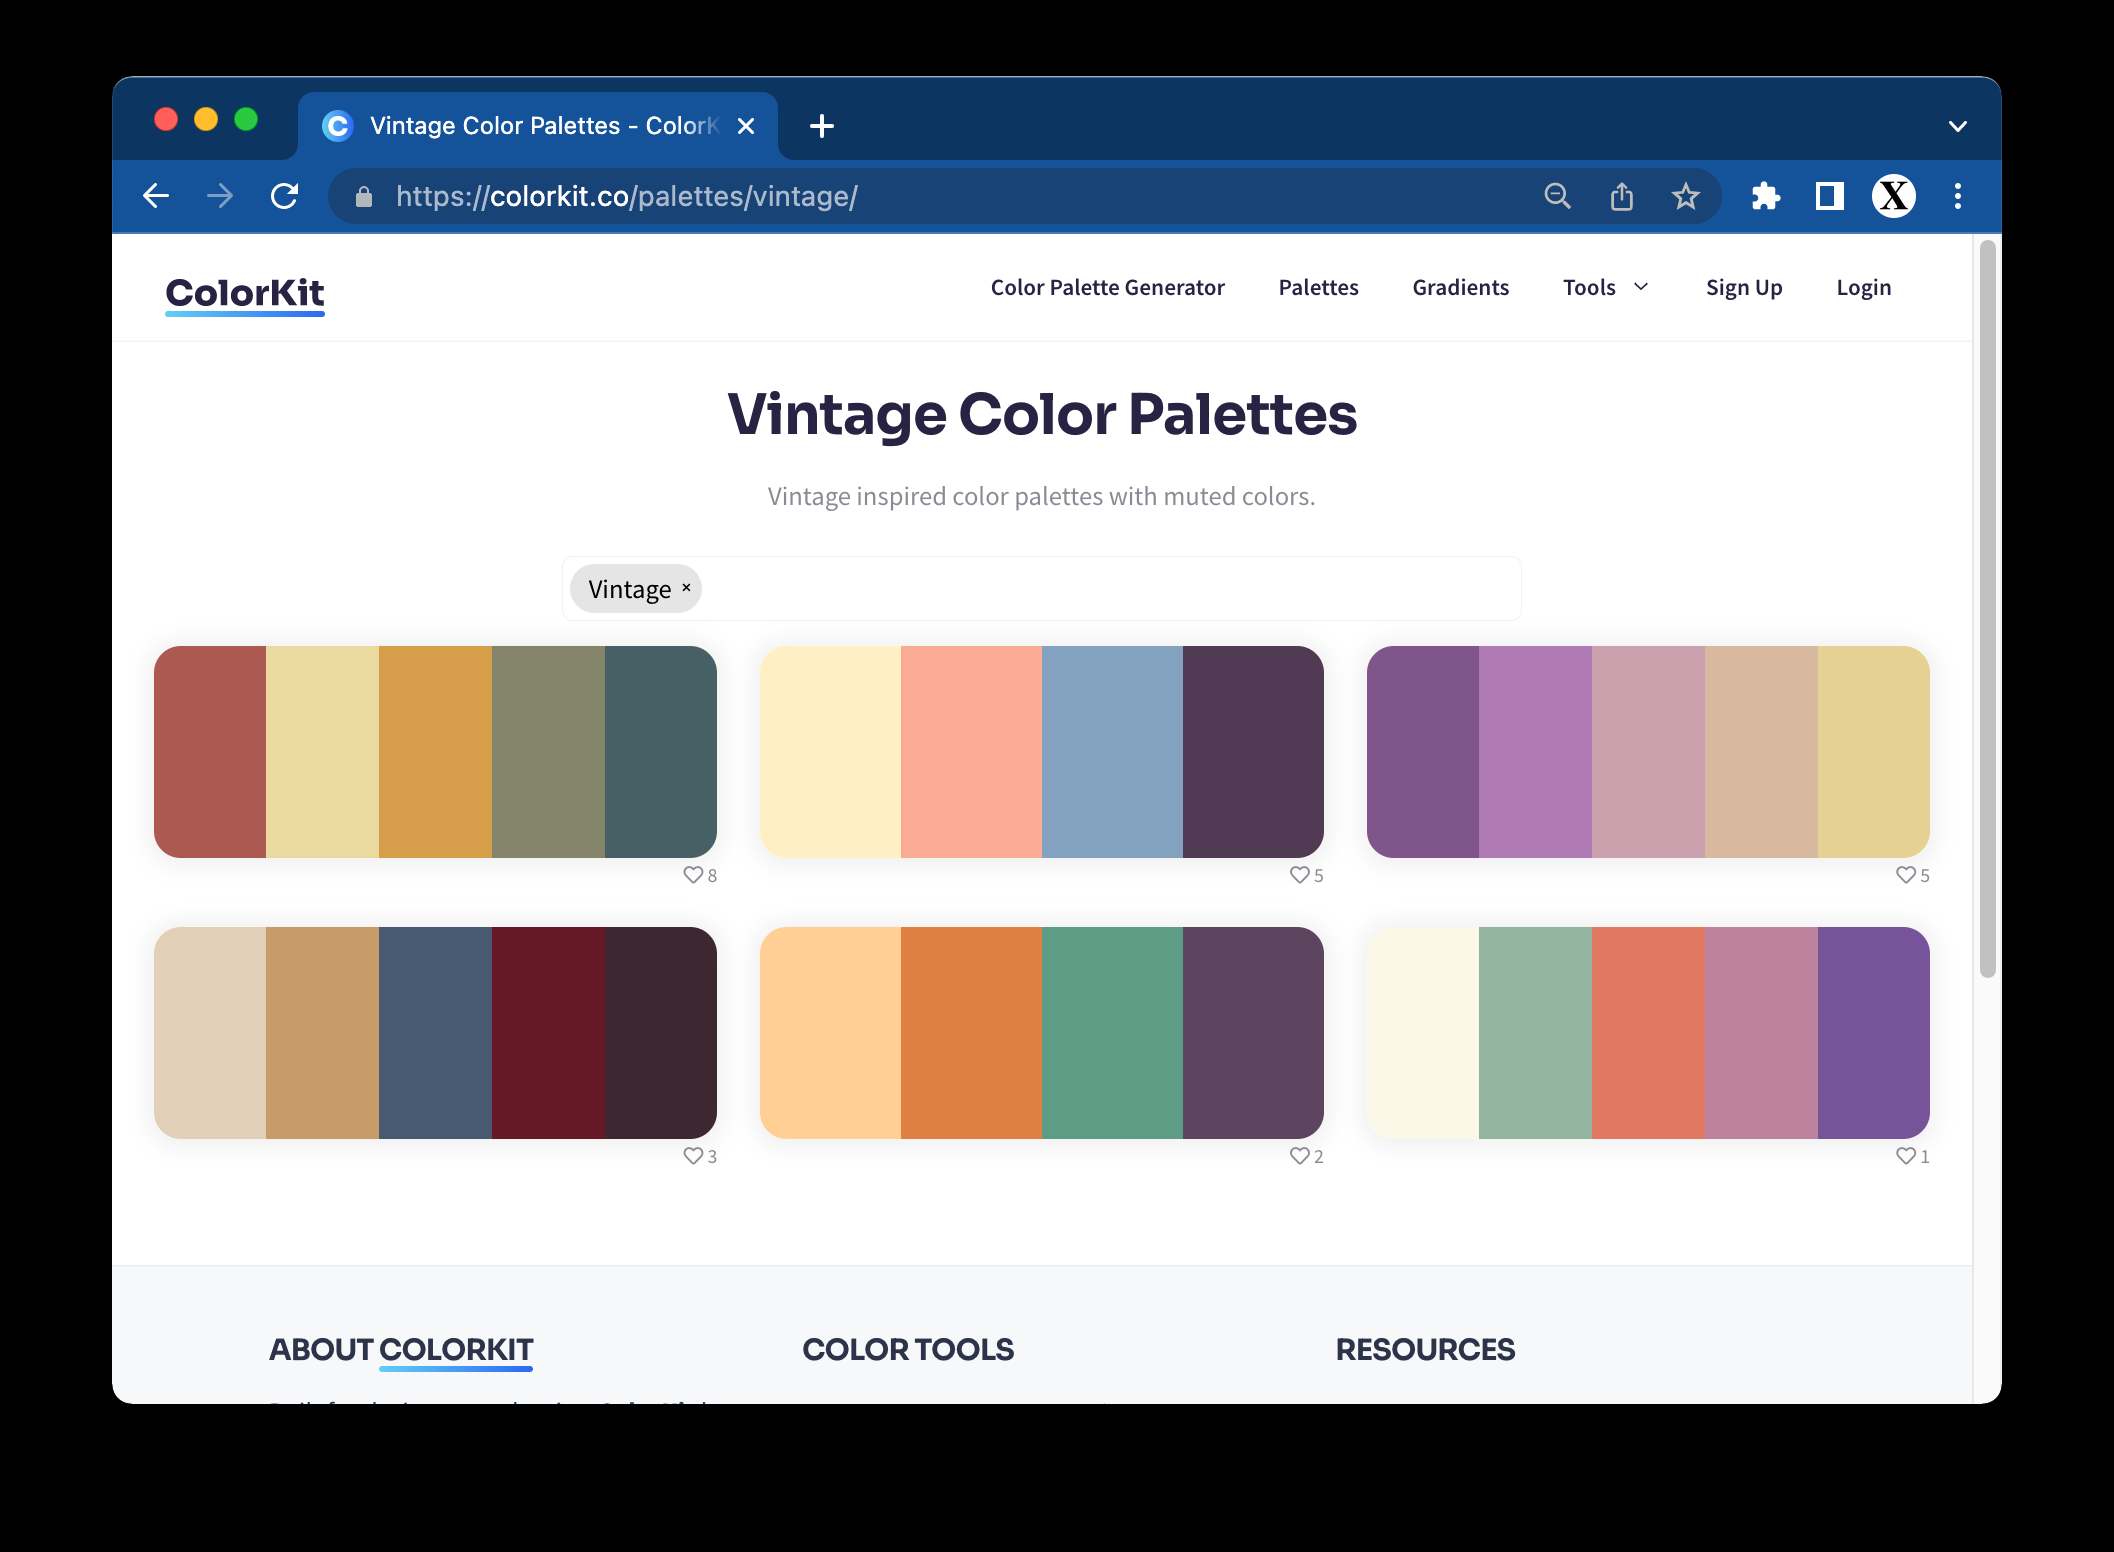 Vintage Color Palettes - ColorK
https://colorkit.co/palettes/vintage/
X
ColorKit
Color Palette Generator Palettes Gradients Tools Sign Up Login
Vintage Color Palettes
Vintage inspired color palettes with muted colors.
Vintage ×
8 5 5
3 2 1
ABOUT COLORKIT COLOR TOOLS RESOURCES